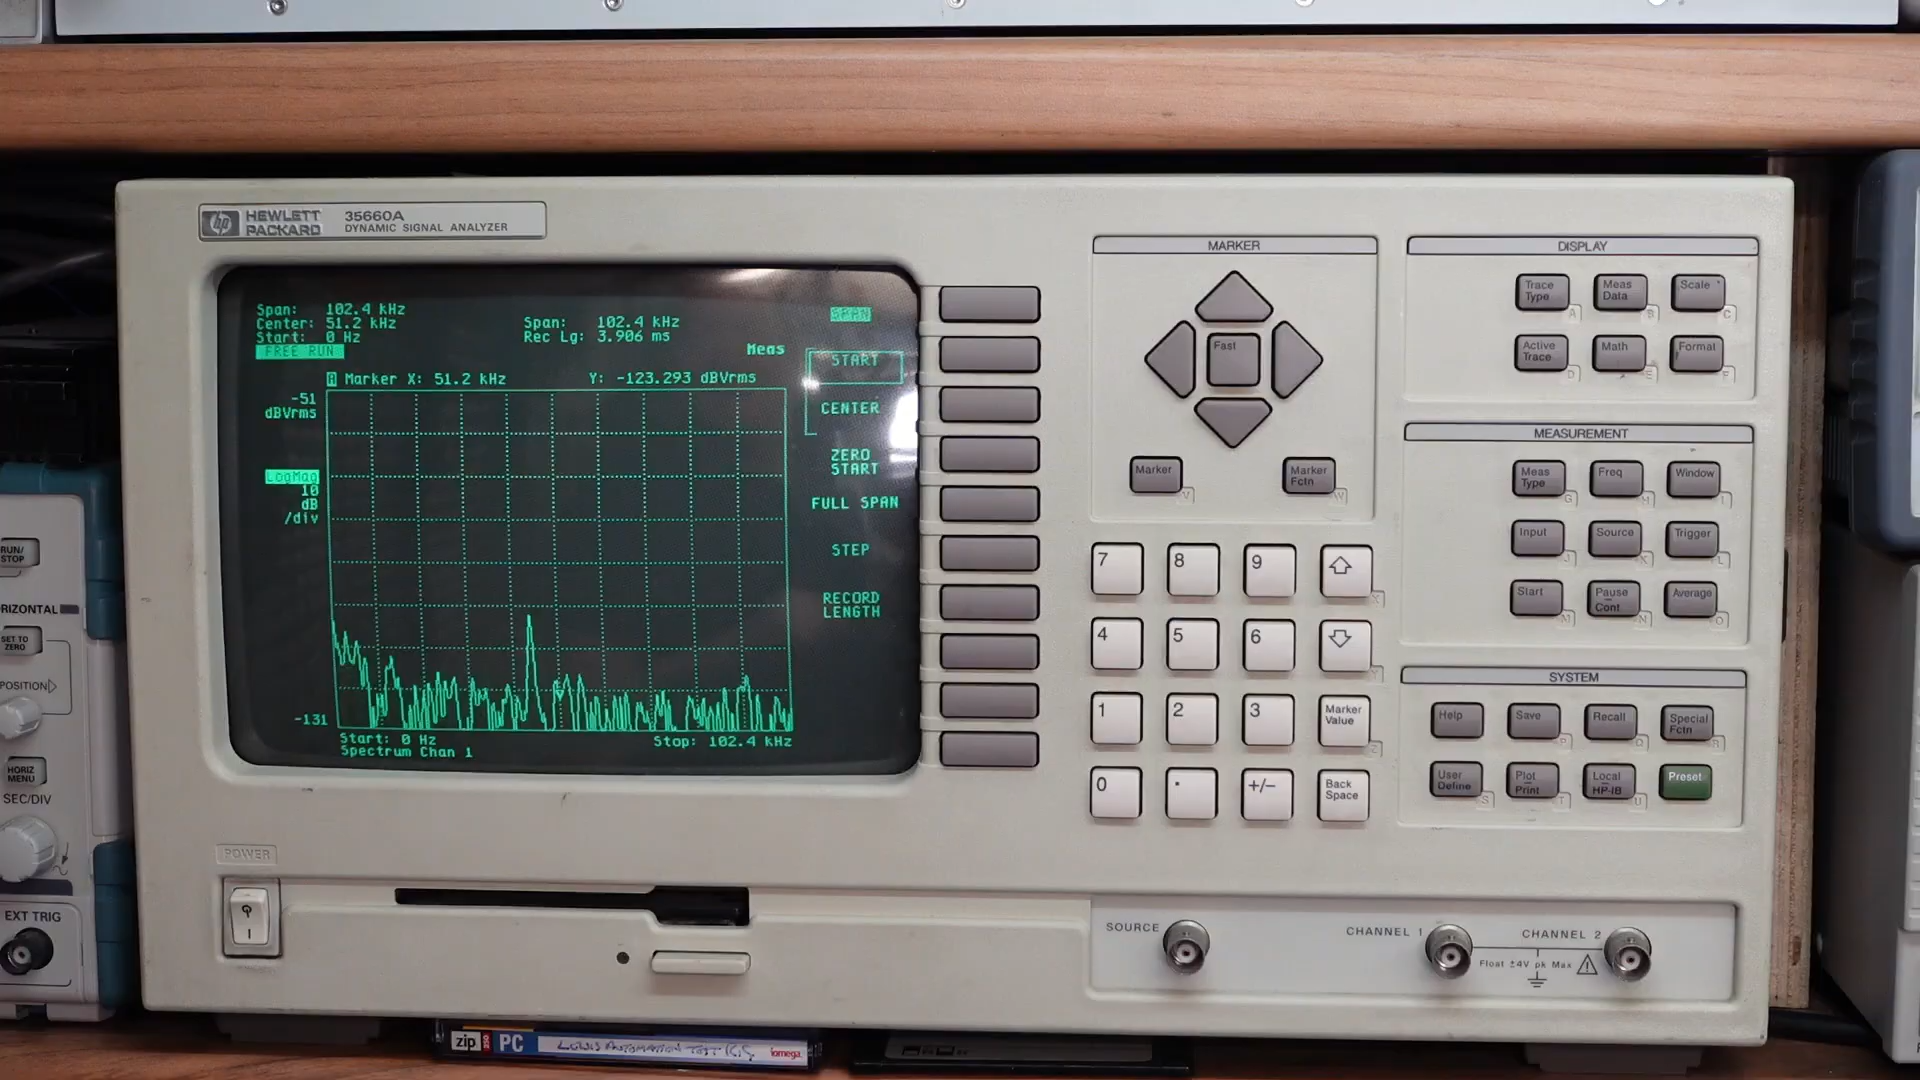 HEWLETT
PACKARD
35660A
DYNAMIC SIGNAL ANALYZER
Span: 102.4 kHz
Center: 51.2 kHz
Start: 0 Hz
FREE RUN
Span: 102.4 kHz
Rec Lg: 3.906 ms
Meas
A Marker X: 51.2 kHz Y: -123.293 dBVrms
-51
dBVrms
LogMag
10
dB
/div
-131
Start: 0 Hz
Stop: 102.4 kHz
Spectrum Chan 1
SPAN
START
CENTER
ZERO
START
FULL SPAN
STEP
RECORD
LENGTH
MARKER
Fast
Marker
V
Marker
Fctn
W
7
8
9
X
4
5
6
Y
1
2
3
Marker
Value
Z
0
.
+/−
Back
Space
DISPLAY
Trace
Type
A
Meas
Data
B
Scale
C
Active
Trace
D
Math
E
Format
F
MEASUREMENT
Meas
Type
G
Freq
H
Window
I
Input
J
Source
K
Trigger
L
Start
M
Pause
Cont
N
Average
O
SYSTEM
Help
Save
P
Recall
Q
Special
Fctn
R
User
Define
S
Plot
Print
T
Local
HP-IB
U
Preset
POWER
SOURCE
CHANNEL 1
CHANNEL 2
Float ±4V pk Max
RUN/
STOP
RIZONTAL
SET TO
ZERO
POSITION
HORIZ
MENU
SEC/DIV
EXT TRIG
zip
250
PC
AUTOMATION TEST
iomega